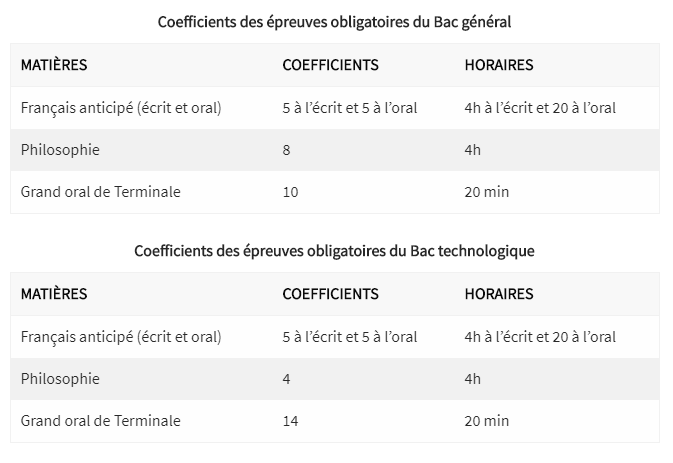 Coefficients des épreuves obligatoires du Bac général
MATIÈRES COEFFICIENTS HORAIRES
Français anticipé (écrit et oral) 5 à l’écrit et 5 à l’oral 4h à l’écrit et 20 à l’oral
Philosophie 8 4h
Grand oral de Terminale 10 20 min
Coefficients des épreuves obligatoires du Bac technologique
MATIÈRES COEFFICIENTS HORAIRES
Français anticipé (écrit et oral) 5 à l’écrit et 5 à l’oral 4h à l’écrit et 20 à l’oral
Philosophie 4 4h
Grand oral de Terminale 14 20 min